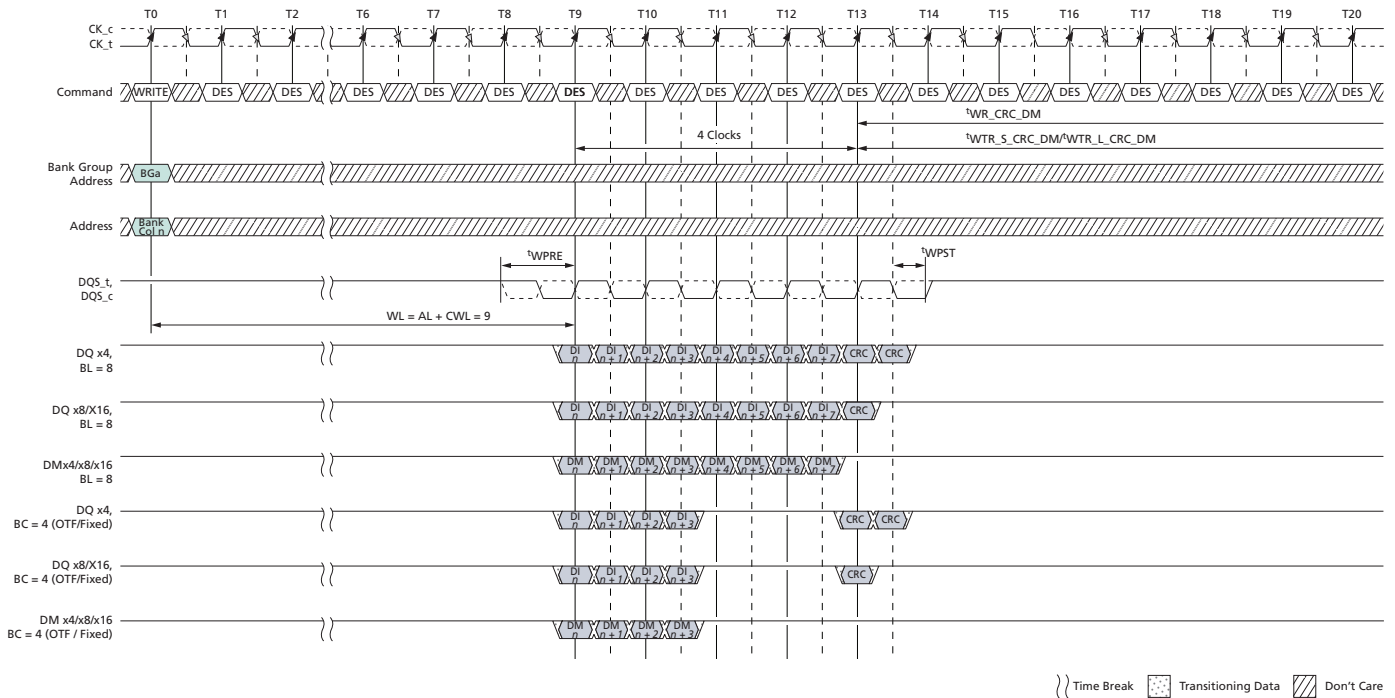 T0 T1 T2 T6 T7 T8 T9 T10 T11 T12 T13 T14 T15 T16 T17 T18 T19 T20
CK_c
CK_t
Command WRITE DES DES DES DES DES DES DES DES DES DES DES DES DES DES DES DES DES
tWR_CRC_DM
4 Clocks tWTR_S_CRC_DM/tWTR_L_CRC_DM
Bank Group
Address
BGa
Address
Bank
Col n
tWPRE tWPST
DQS_t,
DQS_c
WL = AL + CWL = 9
DQ x4,
BL = 8
DI n DI n + 1 DI n + 2 DI n + 3 DI n + 4 DI n + 5 DI n + 6 DI n + 7 CRC CRC
DQ x8/X16,
BL = 8
DI n DI n + 1 DI n + 2 DI n + 3 DI n + 4 DI n + 5 DI n + 6 DI n + 7 CRC
DMx4/x8/x16
BL = 8
DM n DM n + 1 DM n + 2 DM n + 3 DM n + 4 DM n + 5 DM n + 6 DM n + 7
DQ x4,
BC = 4 (OTF/Fixed)
DI n DI n + 1 DI n + 2 DI n + 3 CRC CRC
DQ x8/X16,
BC = 4 (OTF/Fixed)
DI n DI n + 1 DI n + 2 DI n + 3 CRC
DM x4/x8/x16
BC = 4 (OTF / Fixed)
DM n DM n + 1 DM n + 2 DM n + 3
Time Break Transitioning Data Don't Care